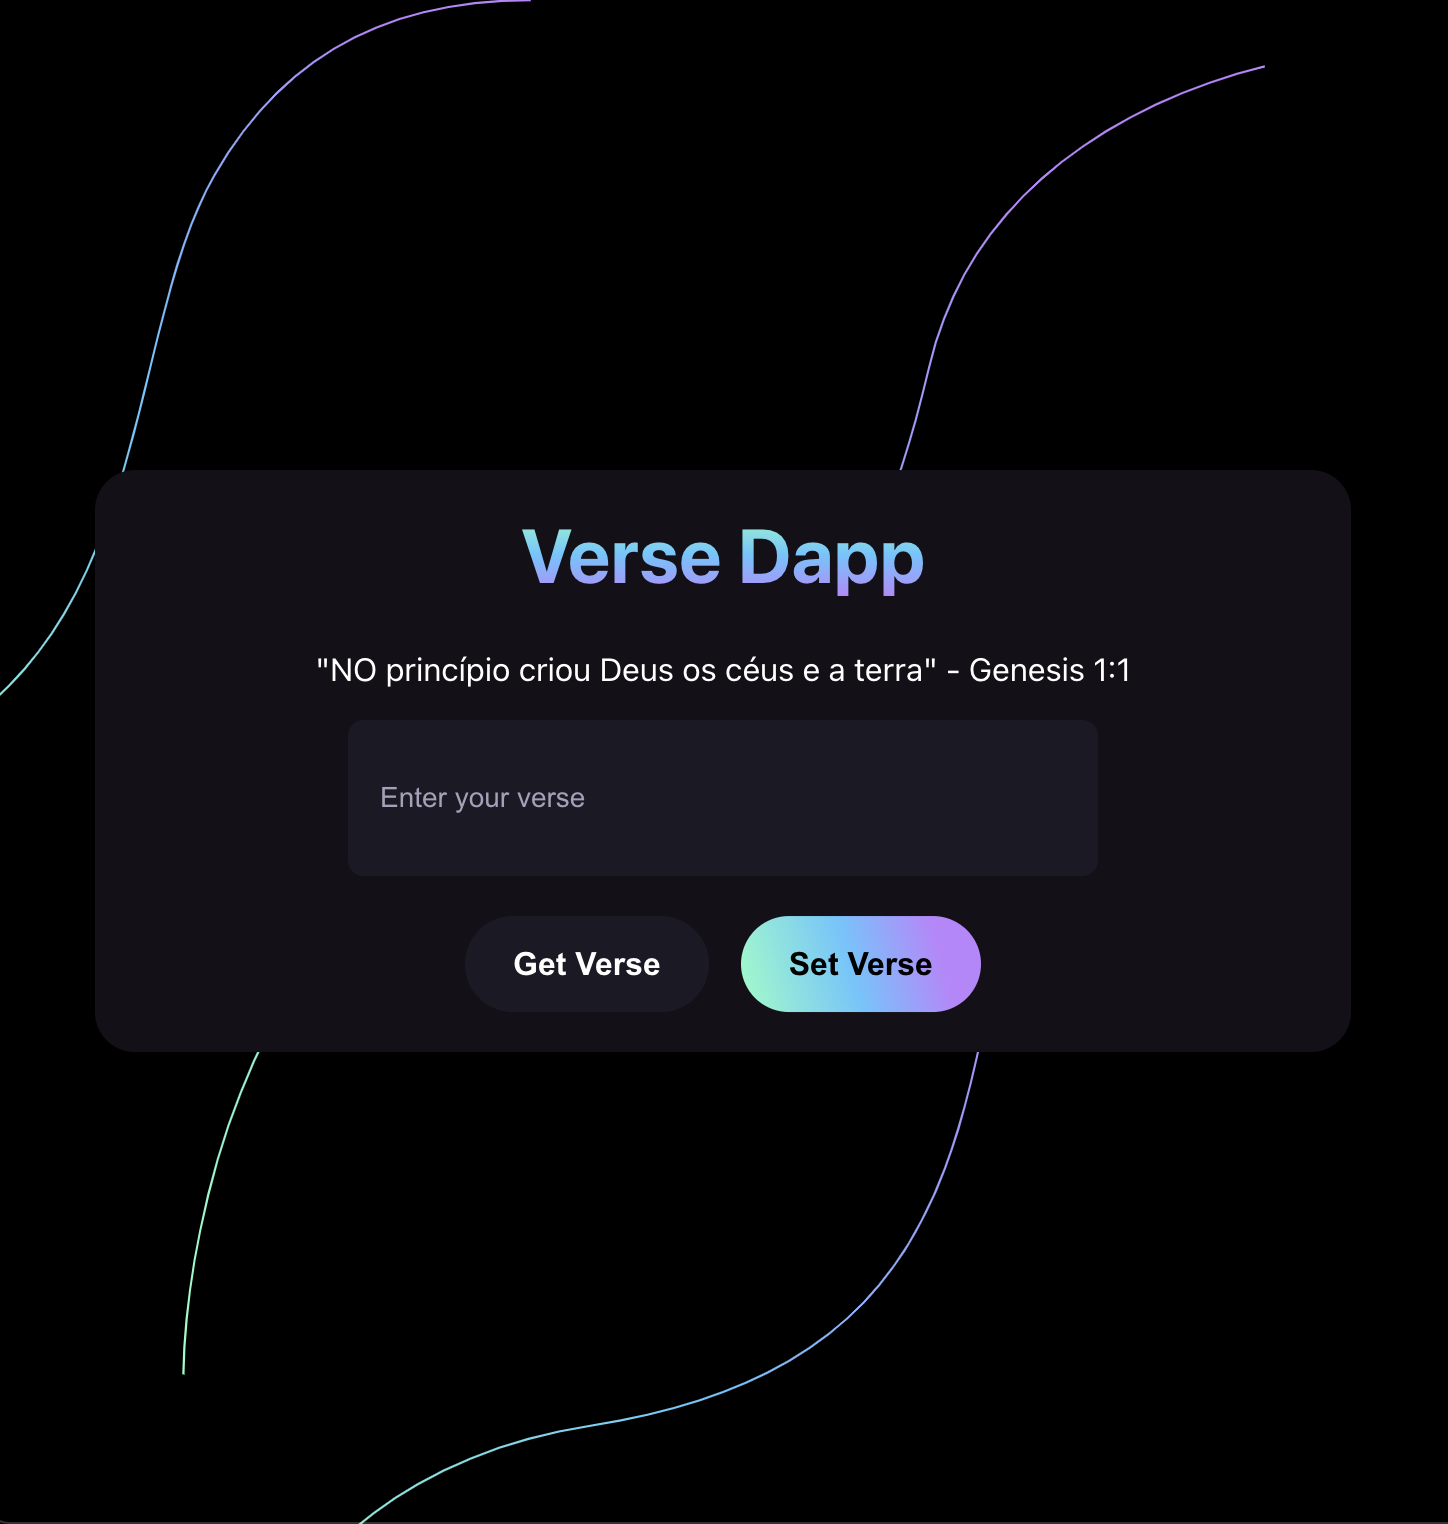 Verse Dapp
"NO princípio criou Deus os céus e a terra" - Genesis 1:1
Enter your verse
Get Verse
Set Verse